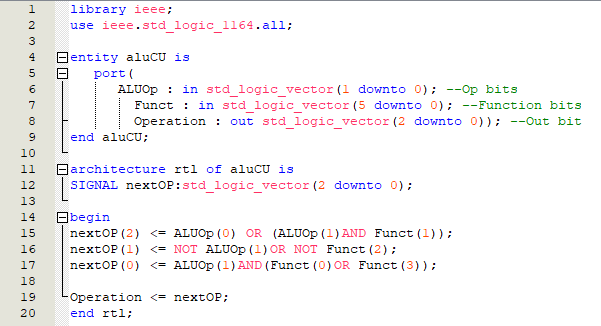 1 library ieee;
2 use ieee.std_logic_1164.all;
3
4 entity aluCU is
5 port(
6 ALUOp : in std_logic_vector(1 downto 0); --Op bits
7 Funct : in std_logic_vector(5 downto 0); --Function bits
8 Operation : out std_logic_vector(2 downto 0)); --Out bit
9 end aluCU;
10
11 architecture rtl of aluCU is
12 SIGNAL nextOP:std_logic_vector(2 downto 0);
13
14 begin
15 nextOP(2) <= ALUOp(0) OR (ALUOp(1)AND Funct(1));
16 nextOP(1) <= NOT ALUOp(1)OR NOT Funct(2);
17 nextOP(0) <= ALUOp(1)AND(Funct(0)OR Funct(3));
18
19 Operation <= nextOP;
20 end rtl;